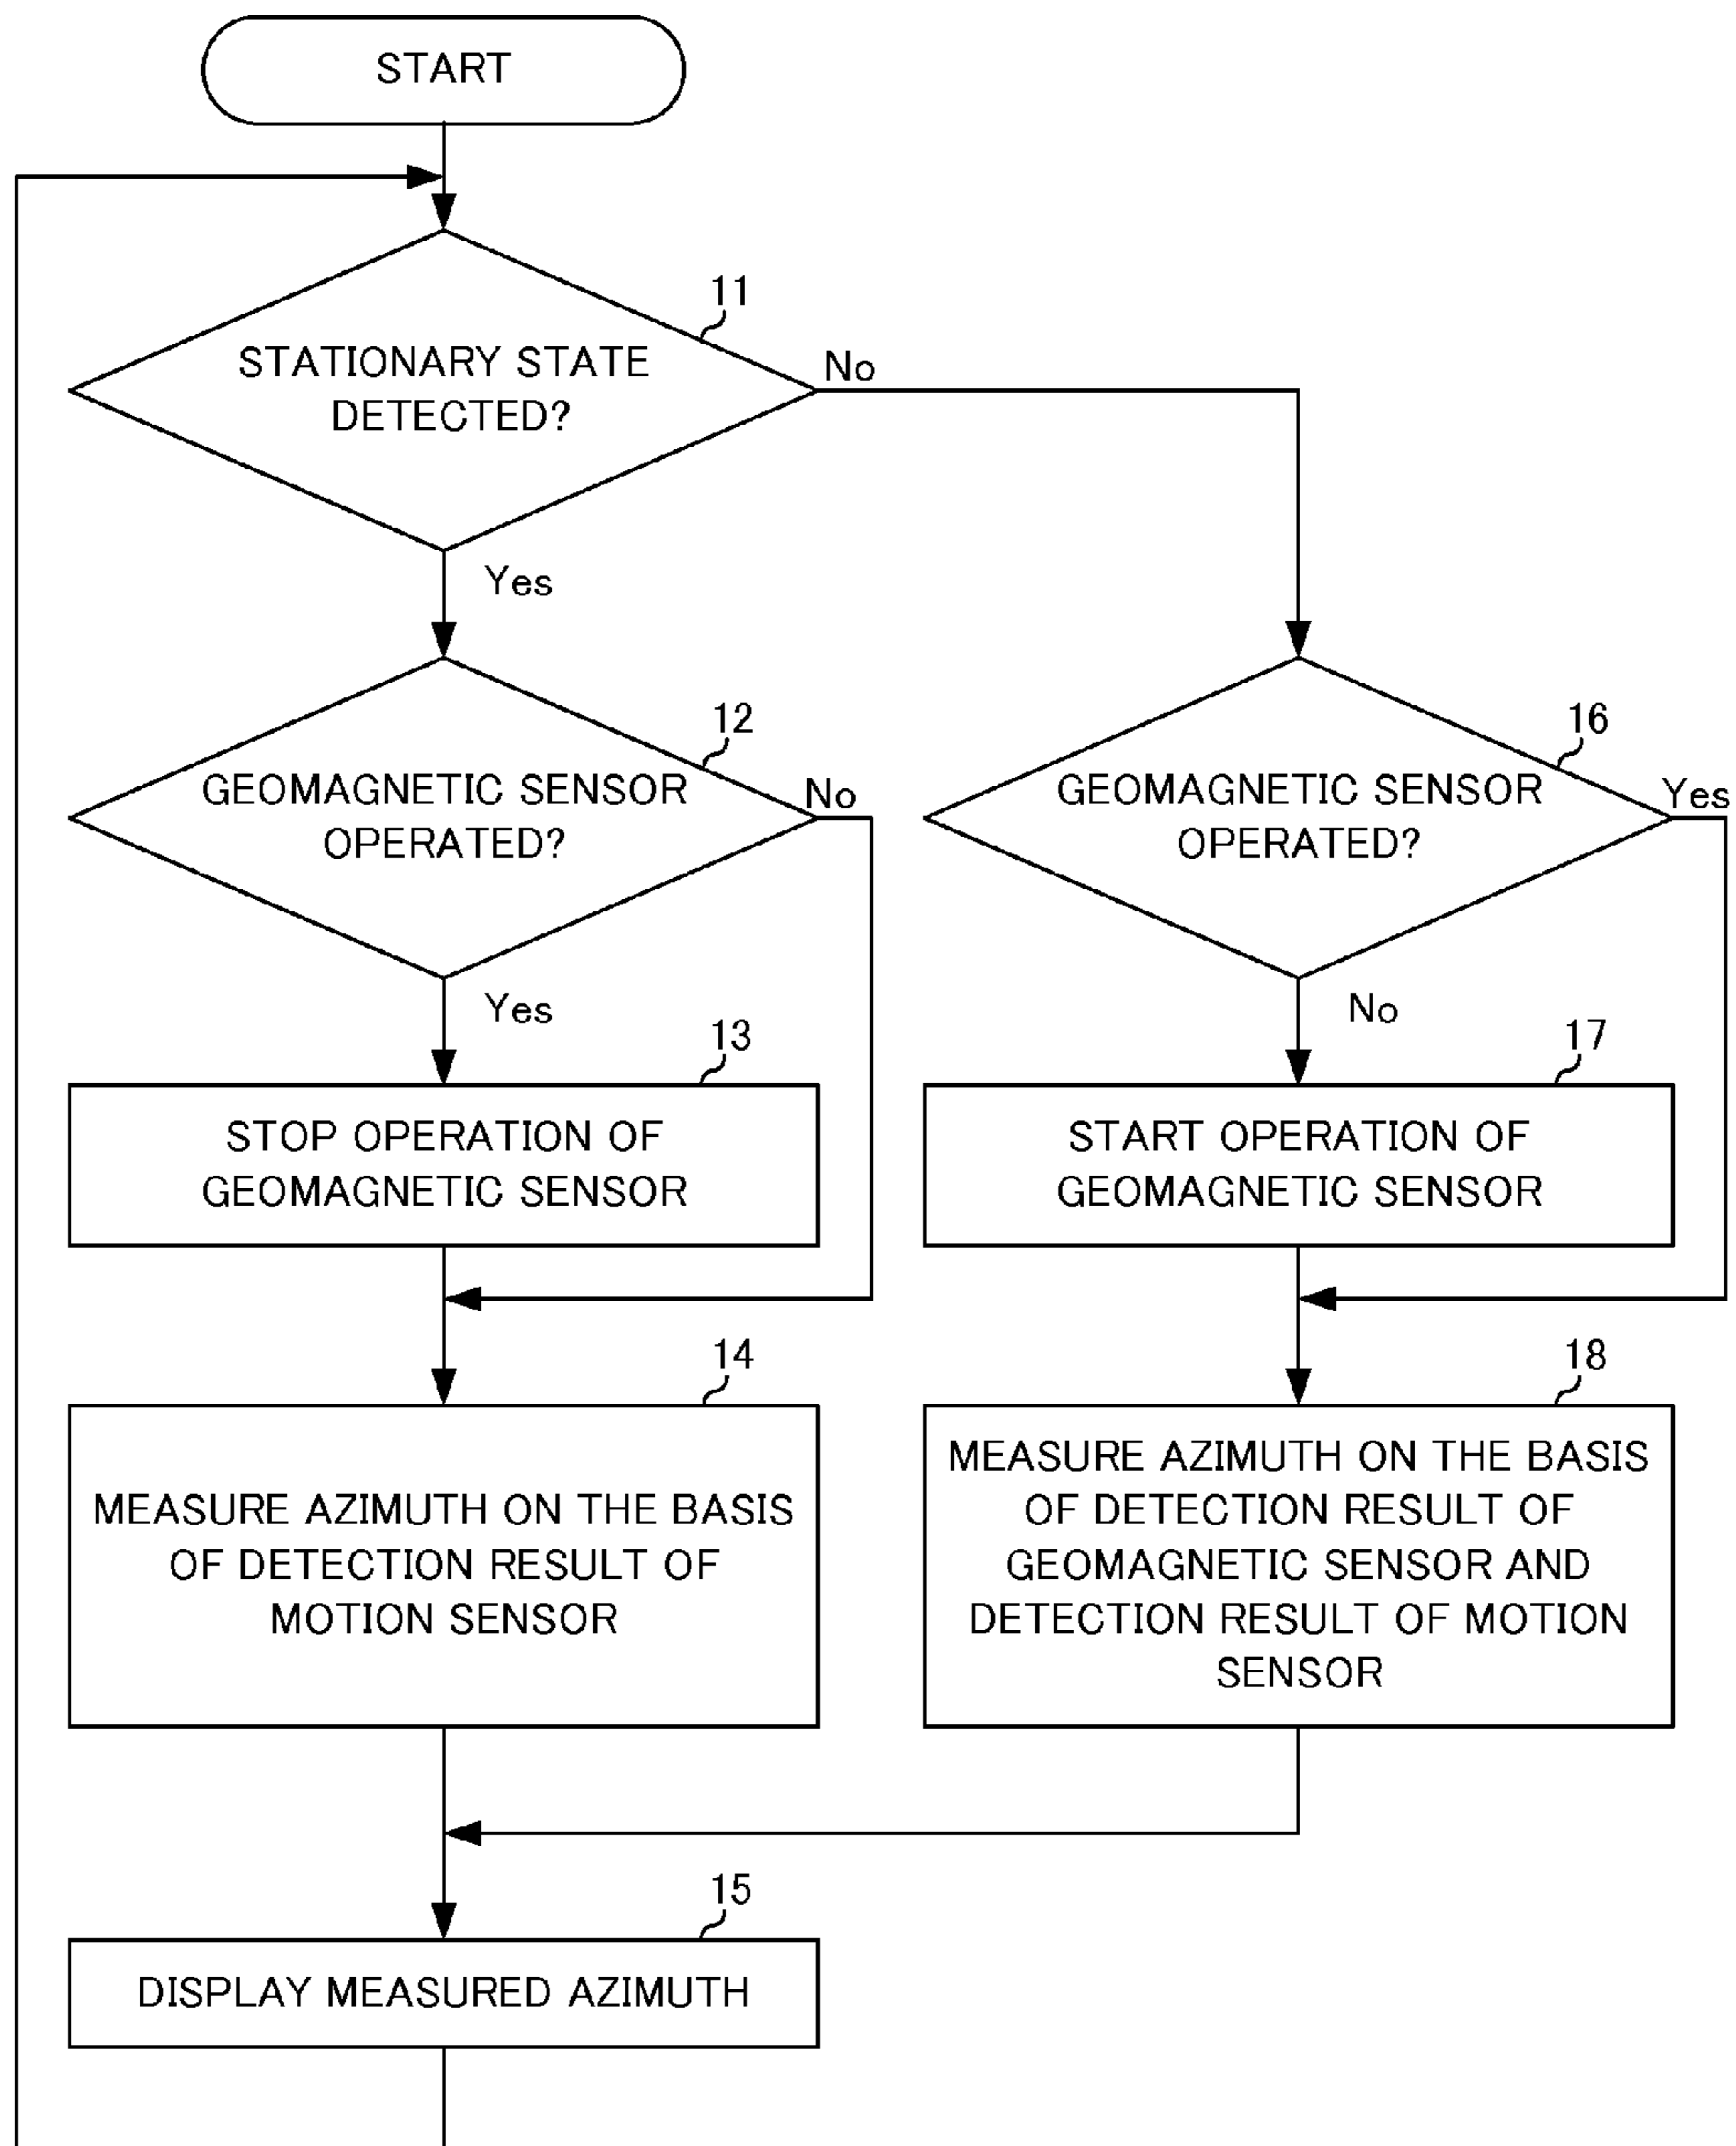 START
11
STATIONARY STATE
DETECTED?
No
Yes
12
GEOMAGNETIC SENSOR
OPERATED?
No
Yes
16
GEOMAGNETIC SENSOR
OPERATED?
Yes
No
13
STOP OPERATION OF
GEOMAGNETIC SENSOR
17
START OPERATION OF
GEOMAGNETIC SENSOR
14
MEASURE AZIMUTH ON THE BASIS
OF DETECTION RESULT OF
MOTION SENSOR
18
MEASURE AZIMUTH ON THE BASIS
OF DETECTION RESULT OF
GEOMAGNETIC SENSOR AND
DETECTION RESULT OF MOTION
SENSOR
15
DISPLAY MEASURED AZIMUTH